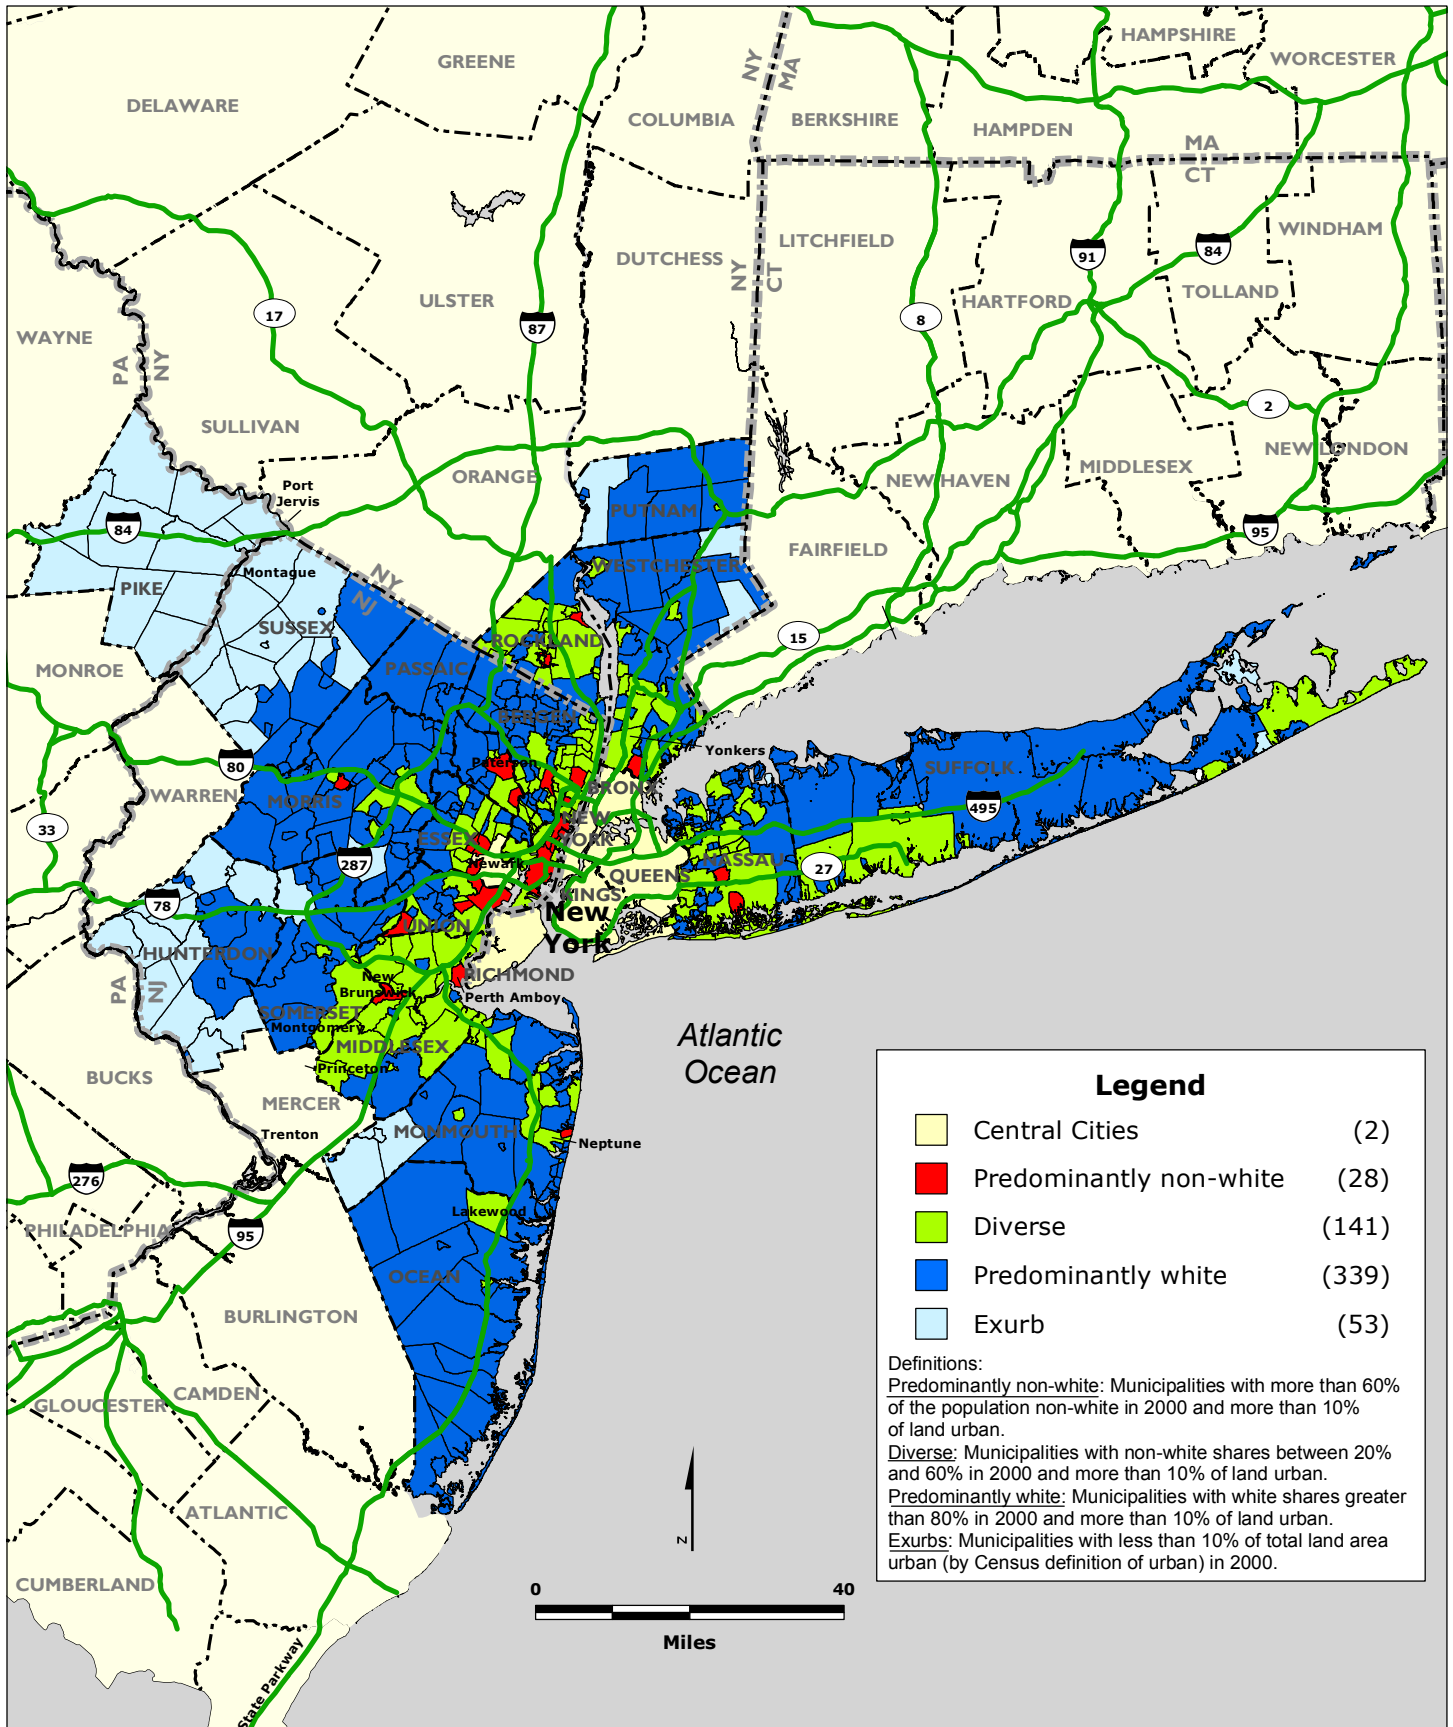 GREENE
HAMPSHIRE
WORCESTER
DELAWARE
COLUMBIA
NY
MA
BERKSHIRE
HAMPDEN
MA
CT
LITCHFIELD
WINDHAM
DUTCHESS
NY
CT
91
84
ULSTER
HARTFORD
TOLLAND
17
87
8
WAYNE
PA
NY
2
SULLIVAN
NEW LONDON
ORANGE
NEW HAVEN
MIDDLESEX
Port
Jervis
84
PUTNAM
95
FAIRFIELD
Montague
NY
NJ
WESTCHESTER
PIKE
SUSSEX
ROCKLAND
15
MONROE
PASSAIC
BERGEN
Yonkers
80
Paterson
SUFFOLK
WARREN
MORRIS
BRONX
495
33
NEW
YORK
ESSEX
287
Newark
NASSAU
27
QUEENS
78
KINGS
New
York
UNION
HUNTERDON
PA
NJ
New
Brunswick
RICHMOND
Perth Amboy
SOMERSET
Montgomery
MIDDLESEX
Princeton
Atlantic
Ocean
BUCKS
MERCER
Trenton
MONMOUTH
Neptune
276
Lakewood
PHILADELPHIA
95
OCEAN
BURLINGTON
CAMDEN
GLOUCESTER
ATLANTIC
CUMBERLAND
State Parkway
Legend
Central Cities (2)
Predominantly non-white (28)
Diverse (141)
Predominantly white (339)
Exurb (53)
Definitions:
Predominantly non-white: Municipalities with more than 60%
of the population non-white in 2000 and more than 10%
of land urban.
Diverse: Municipalities with non-white shares between 20%
and 60% in 2000 and more than 10% of land urban.
Predominantly white: Municipalities with white shares greater
than 80% in 2000 and more than 10% of land urban.
Exurbs: Municipalities with less than 10% of total land area
urban (by Census definition of urban) in 2000.
N
0 40
Miles